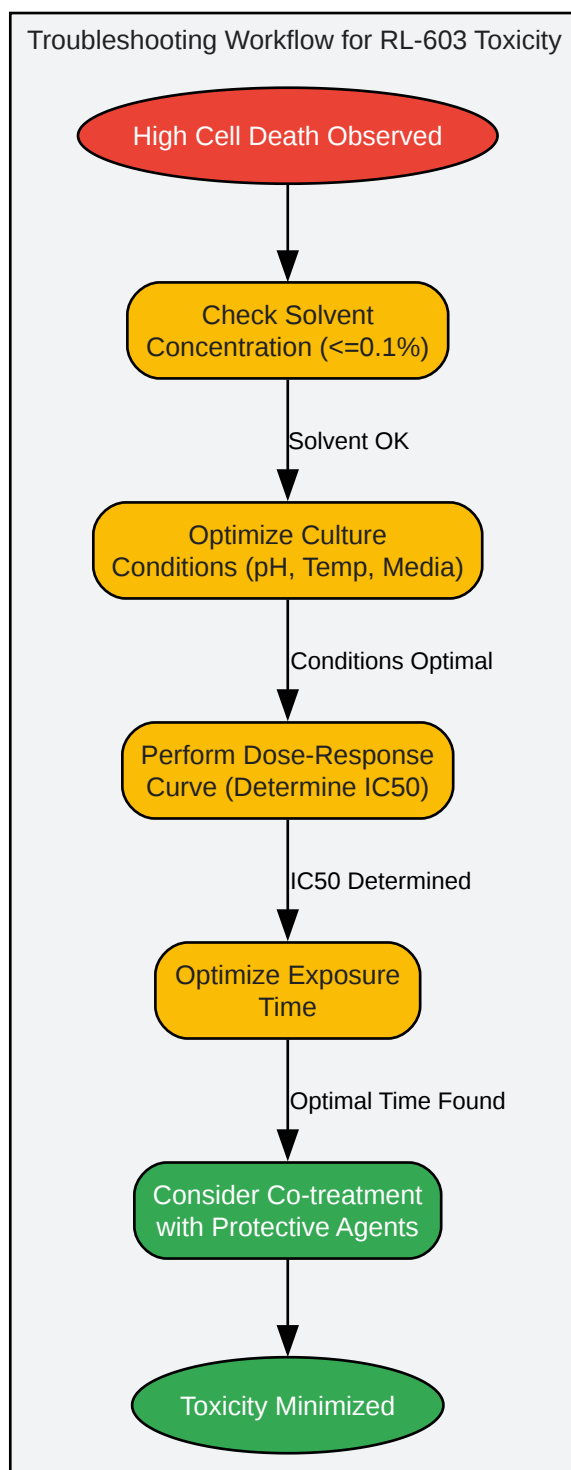 Troubleshooting Workflow for RL-603 Toxicity
High Cell Death Observed
Check Solvent
Concentration (<=0.1%)
Solvent OK
Optimize Culture
Conditions (pH, Temp, Media)
Conditions Optimal
Perform Dose-Response
Curve (Determine IC50)
IC50 Determined
Optimize Exposure
Time
Optimal Time Found
Consider Co-treatment
with Protective Agents
Toxicity Minimized